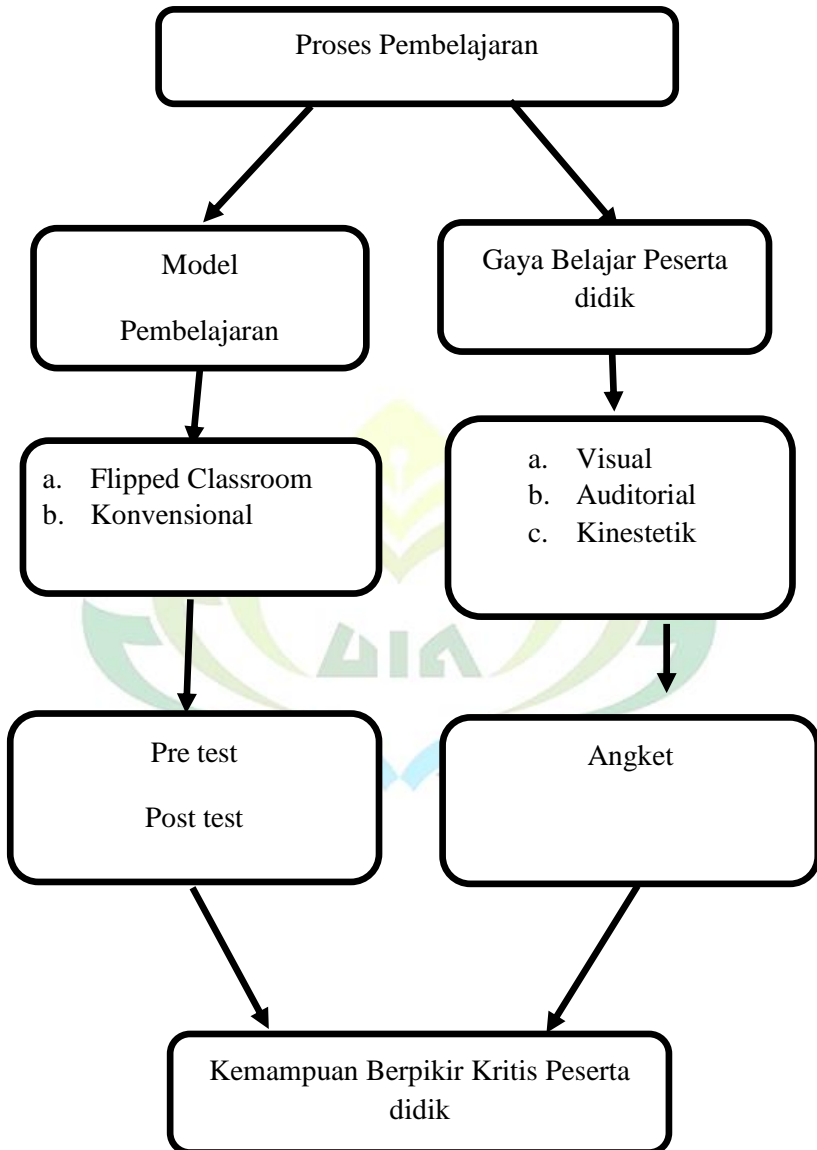 Proses Pembelajaran
Model
Pembelajaran
Gaya Belajar Peserta
didik
a. Flipped Classroom
b. Konvensional
a. Visual
b. Auditorial
c. Kinestetik
Pre test
Post test
Angket
Kemampuan Berpikir Kritis Peserta
didik